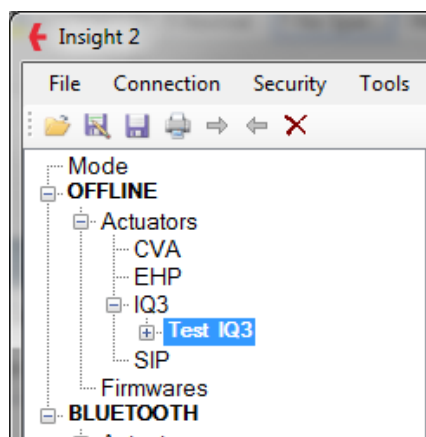 Insight 2
File Connection Security Tools
Mode
OFFLINE
Actuators
CVA
EHP
IQ3
Test IQ3
SIP
Firmwares
BLUETOOTH